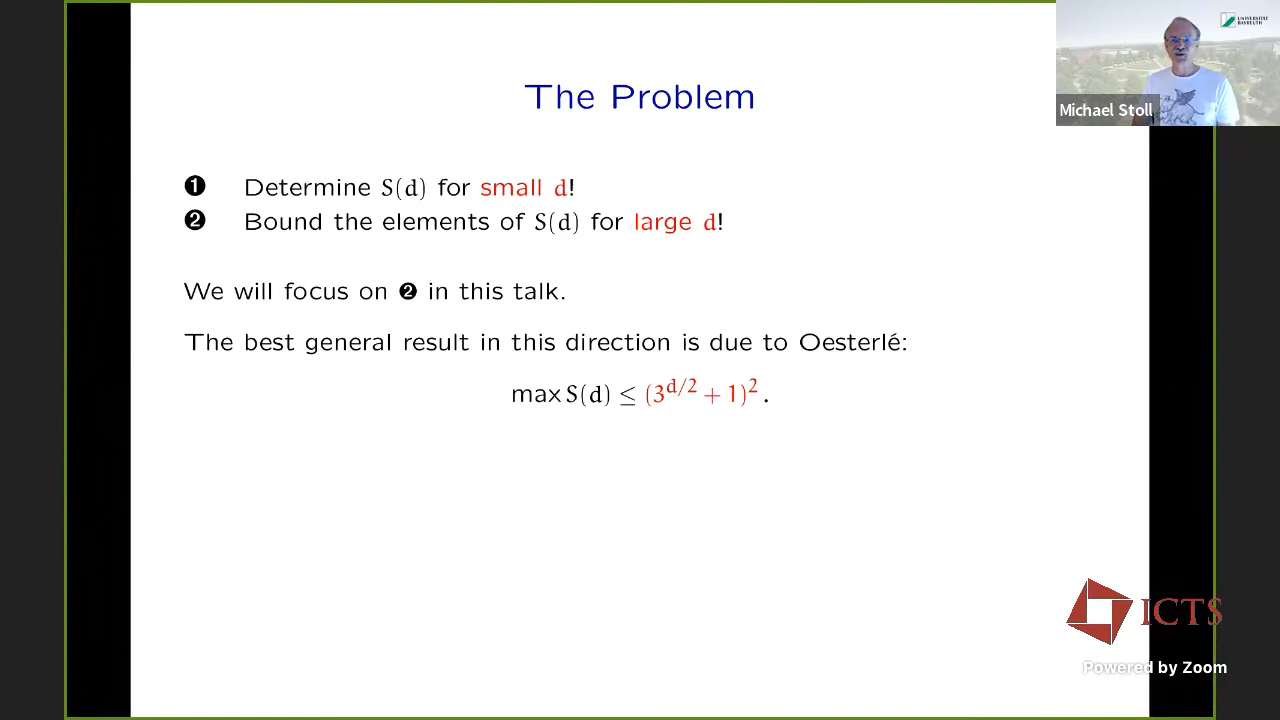 The Problem
❶ Determine S(d) for small d!
❷ Bound the elements of S(d) for large d!
We will focus on ❷ in this talk.
The best general result in this direction is due to Oesterlé:
max S(d) ≤ (3^{d/2} + 1)^2 .
UNIVERSITÄT
BAYREUTH
Michael Stoll
ICTS
Powered by Zoom